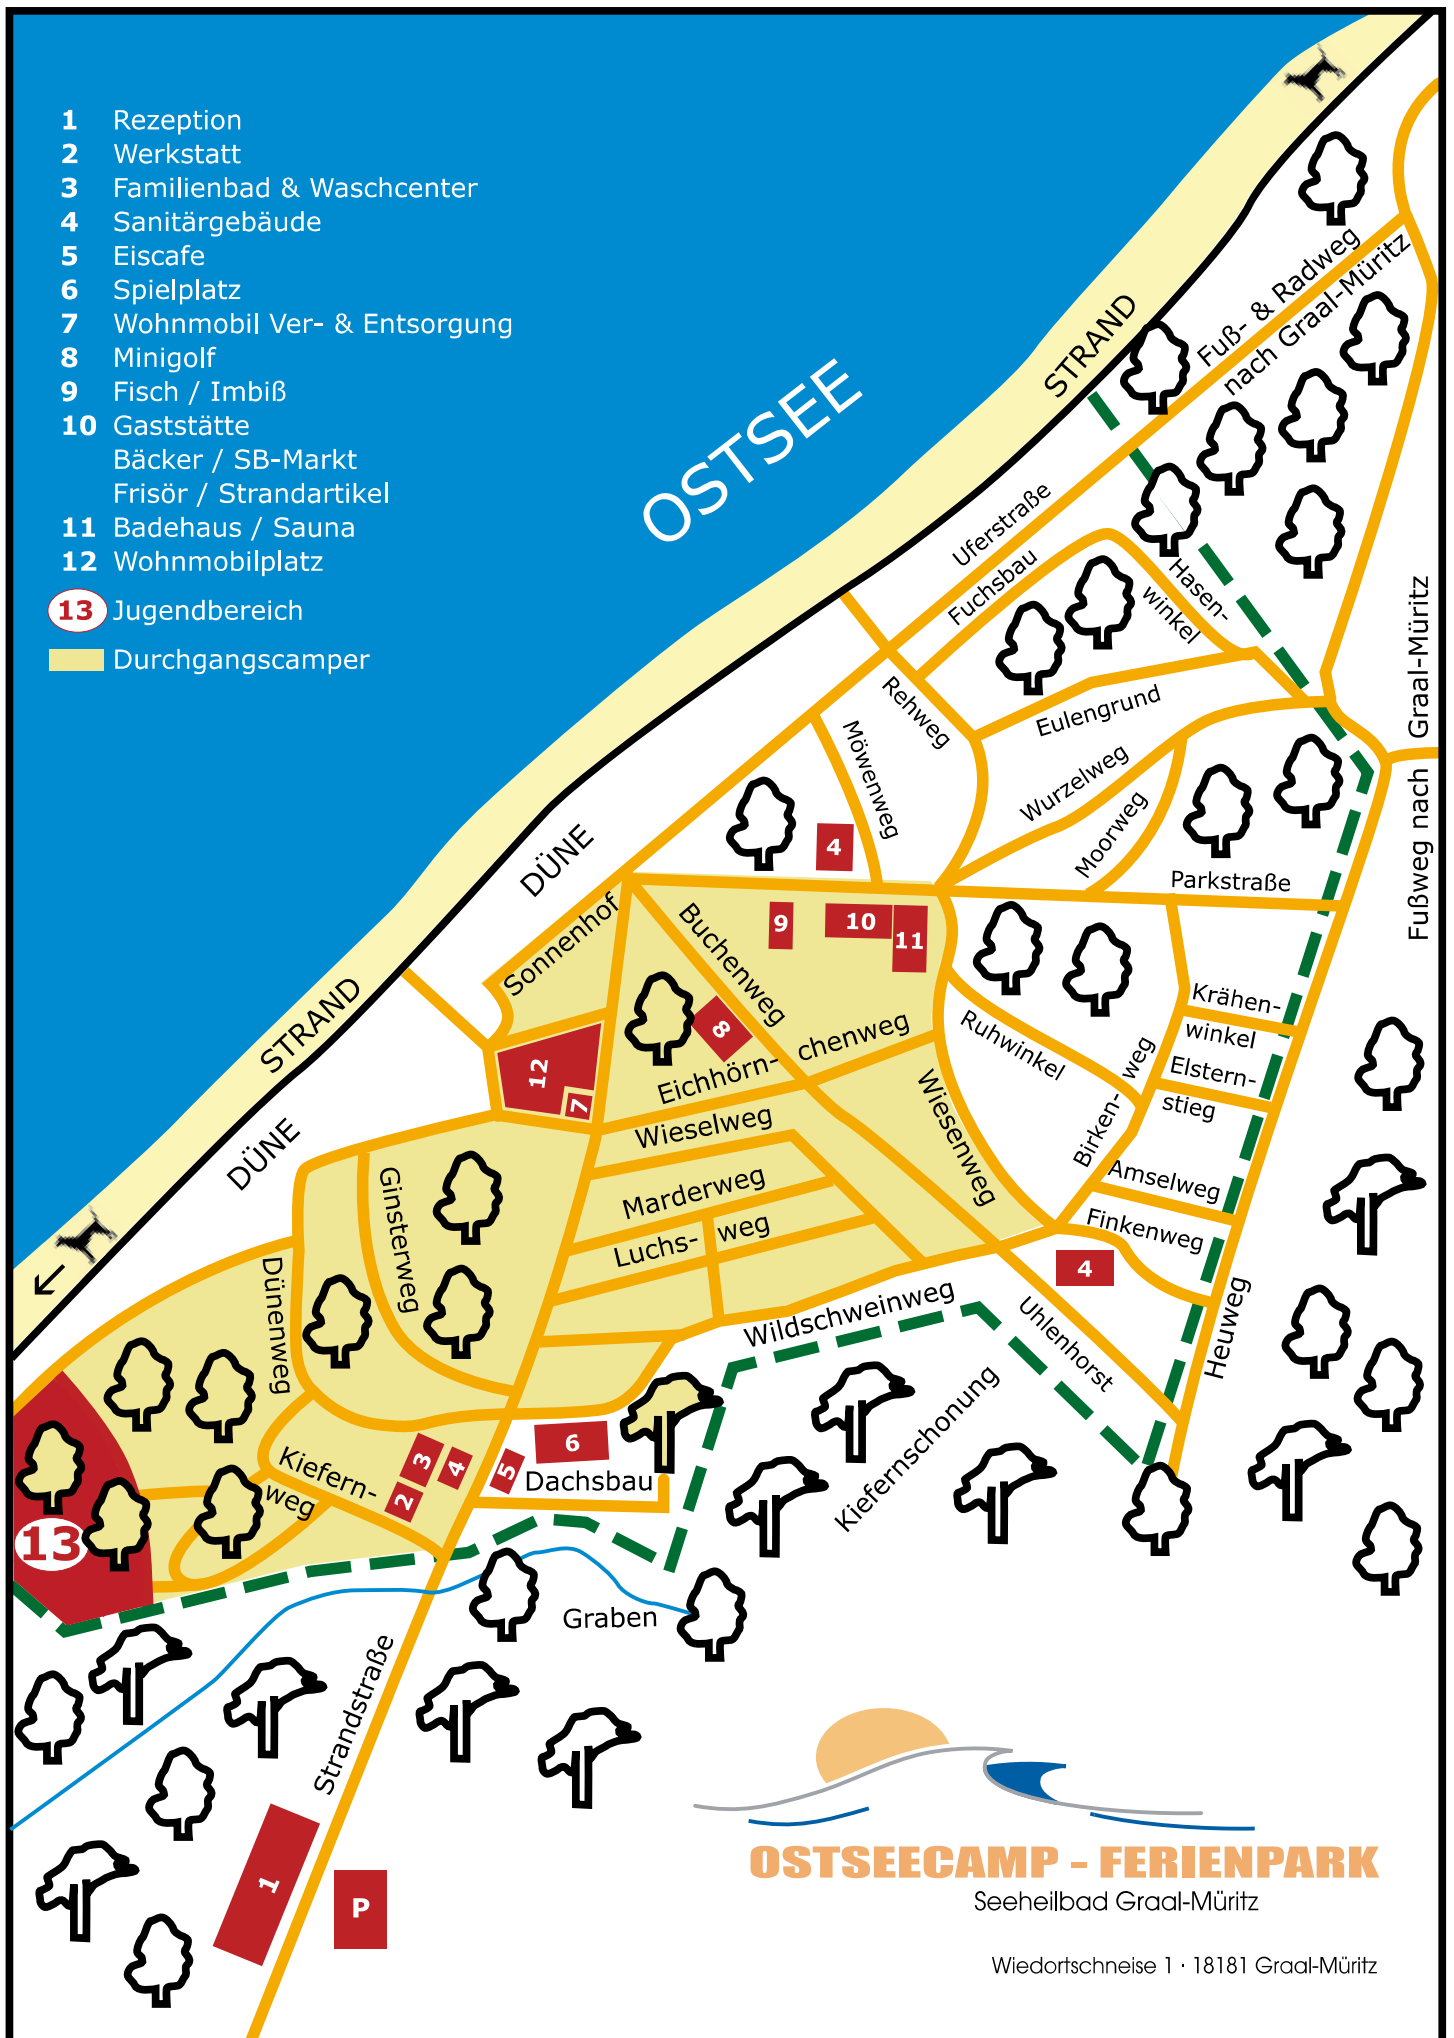 1 Rezeption
2 Werkstatt
3 Familienbad & Waschcenter
4 Sanitärgebäude
5 Eiscafe
6 Spielplatz
7 Wohnmobil Ver- & Entsorgung
8 Minigolf
9 Fisch / Imbiß
10 Gaststätte
Bäcker / SB-Markt
Frisör / Strandartikel
11 Badehaus / Sauna
12 Wohnmobilplatz
13 Jugendbereich
Durchgangscamper
OSTSEE
STRAND
Fuß- & Radweg
nach Graal-Müritz
Uferstraße
Fuchsbau
Hasen-
winkel
Fußweg nach Graal-Müritz
Rehweg
Eulengrund
Möwenweg
Wurzelweg
Moorweg
Parkstraße
DÜNE
4
Sonnenhof
Buchenweg
9
10
11
8
STRAND
12
7
Eichhörn-
chenweg
Ruhwinkel
Krähen-
winkel
Birken-
weg
Elstern-
stieg
DÜNE
Wieselweg
Wiesenweg
Marderweg
Amselweg
Luchs-
weg
Finkenweg
Ginsterweg
4
Dünenweg
Wildschweinweg
Uhlenhorst
Heuweg
Kiefernschonung
Kiefern-
weg
3
4
2
5
6
Dachsbau
13
Graben
Strandstraße
1
P
OSTSEECAMP - FERIENPARK
Seeheilbad Graal-Müritz
Wiedortschneise 1 · 18181 Graal-Müritz